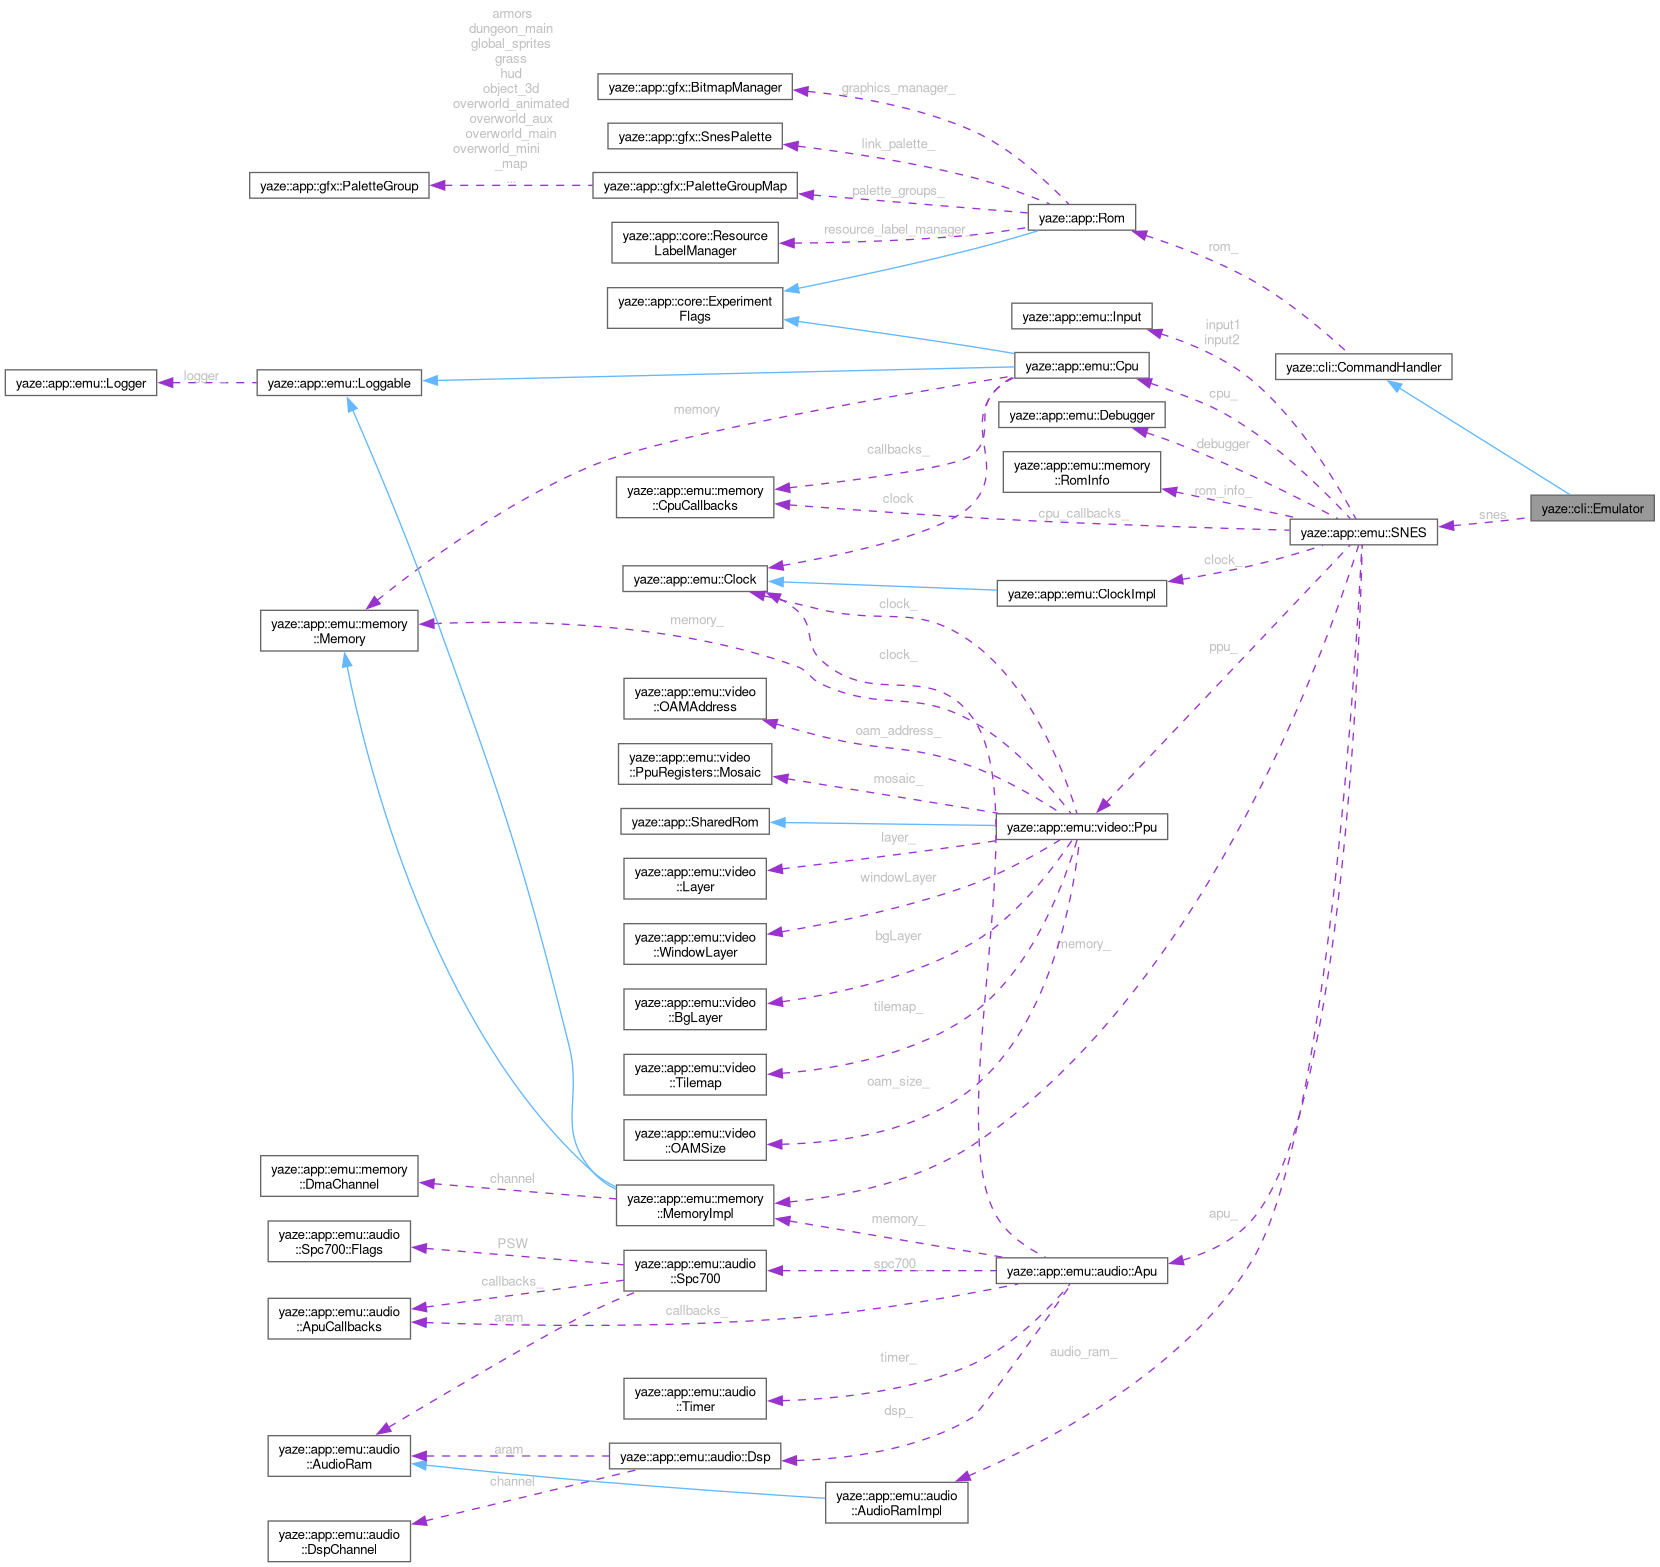 armors
dungeon_main
global_sprites
grass
hud
object_3d
overworld_animated
overworld_aux
overworld_main
overworld_mini
_map
...
yaze::app::gfx::BitmapManager
graphics_manager_
yaze::app::gfx::SnesPalette
link_palette_
yaze::app::gfx::PaletteGroup
yaze::app::gfx::PaletteGroupMap
palette_groups_
yaze::app::Rom
yaze::app::core::Resource
LabelManager
resource_label_manager_
rom_
yaze::app::core::Experiment
Flags
yaze::app::emu::Input
input1
input2
yaze::app::emu::Logger
logger
yaze::app::emu::Loggable
yaze::app::emu::Cpu
yaze::cli::CommandHandler
cpu_
memory
yaze::app::emu::Debugger
debugger
callbacks_
yaze::app::emu::memory
::RomInfo
rom_info_
yaze::app::emu::memory
::CpuCallbacks
clock
cpu_callbacks_
snes_
yaze::cli::Emulator
yaze::app::emu::SNES
yaze::app::emu::Clock
clock_
yaze::app::emu::ClockImpl
clock_
yaze::app::emu::memory
::Memory
memory_
clock_
ppu_
yaze::app::emu::video
::OAMAddress
oam_address_
yaze::app::emu::video
::PpuRegisters::Mosaic
mosaic_
yaze::app::SharedRom
yaze::app::emu::video::Ppu
layer_
yaze::app::emu::video
::Layer
windowLayer
yaze::app::emu::video
::WindowLayer
bgLayer
memory_
yaze::app::emu::video
::BgLayer
tilemap_
yaze::app::emu::video
::Tilemap
oam_size_
yaze::app::emu::video
::OAMSize
yaze::app::emu::memory
::DmaChannel
channel
yaze::app::emu::memory
::MemoryImpl
memory_
apu_
yaze::app::emu::audio
::Spc700::Flags
PSW
yaze::app::emu::audio
::Spc700
spc700_
yaze::app::emu::audio::Apu
callbacks_
yaze::app::emu::audio
::ApuCallbacks
aram_
callbacks_
timer_
audio_ram_
yaze::app::emu::audio
::Timer
dsp_
yaze::app::emu::audio
::AudioRam
aram_
yaze::app::emu::audio::Dsp
channel
yaze::app::emu::audio
::AudioRamImpl
yaze::app::emu::audio
::DspChannel